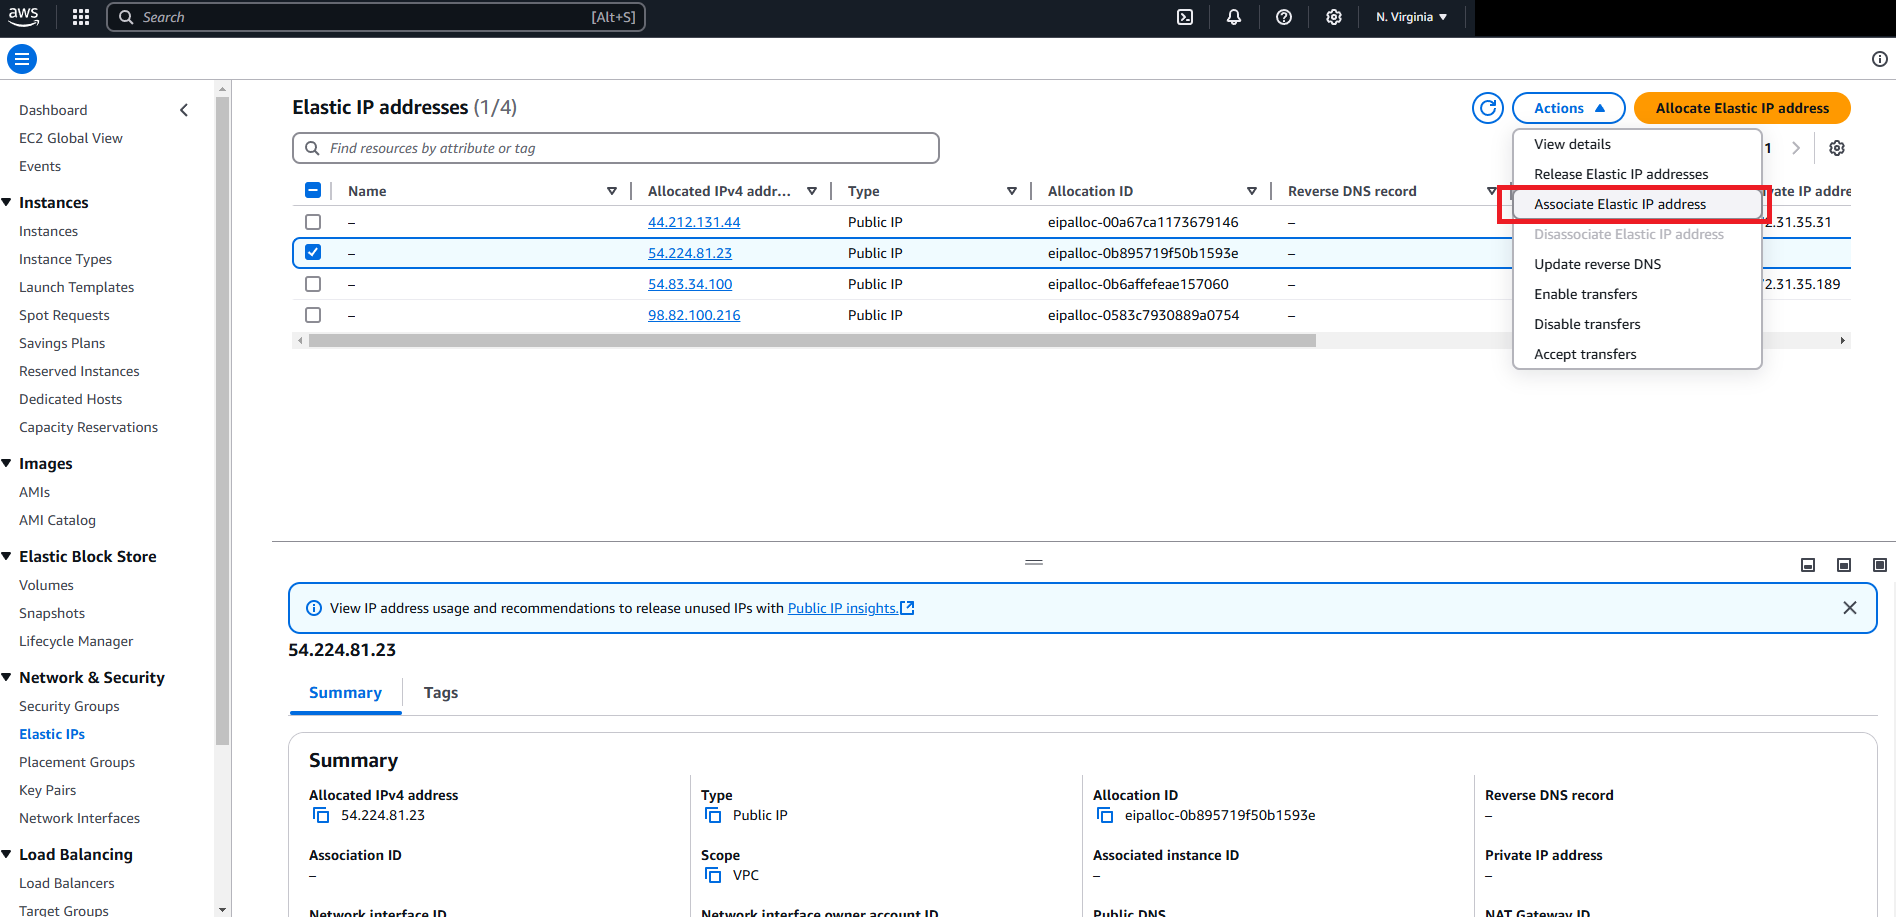 aws
Search [Alt+S]
N. Virginia
Dashboard
EC2 Global View
Events
Instances
Instances
Instance Types
Launch Templates
Spot Requests
Savings Plans
Reserved Instances
Dedicated Hosts
Capacity Reservations
Images
AMIs
AMI Catalog
Elastic Block Store
Volumes
Snapshots
Lifecycle Manager
Network & Security
Security Groups
Elastic IPs
Placement Groups
Key Pairs
Network Interfaces
Load Balancing
Load Balancers
Target Groups
Elastic IP addresses (1/4)
Actions
Allocate Elastic IP address
Find resources by attribute or tag
1
View details
Release Elastic IP addresses
Associate Elastic IP address
Disassociate Elastic IP address
Update reverse DNS
Enable transfers
Disable transfers
Accept transfers
Name Allocated IPv4 addr... Type Allocation ID Reverse DNS record IP addre
– 44.212.131.44 Public IP eipalloc-00a67ca1173679146 – 2.31.35.31
– 54.224.81.23 Public IP eipalloc-0b895719f50b1593e –
– 54.83.34.100 Public IP eipalloc-0b6affefeae157060 – 2.31.35.189
– 98.82.100.216 Public IP eipalloc-0583c7930889a0754 –
View IP address usage and recommendations to release unused IPs with Public IP insights.
54.224.81.23
Summary Tags
Summary
Allocated IPv4 address
54.224.81.23
Type
Public IP
Allocation ID
eipalloc-0b895719f50b1593e
Reverse DNS record
–
Association ID
–
Scope
VPC
Associated instance ID
–
Private IP address
–
Network interface ID
Network interface owner account ID
Public DNS
NAT Gateway ID